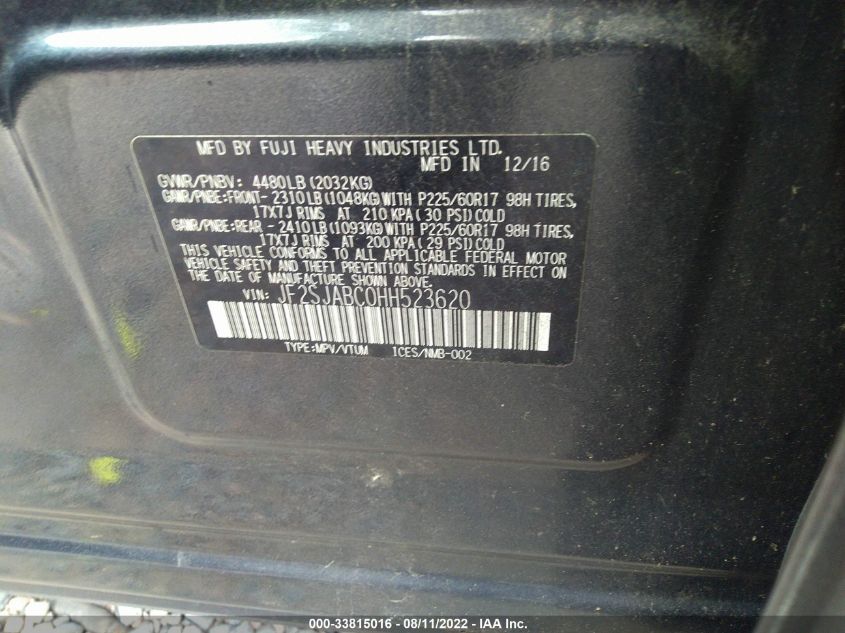 MFD BY FUJI HEAVY INDUSTRIES LTD.
MFD IN 12/16
GVWR/PNBV: 4480LB(2032KG)
GAWR/PNBE:FRONT- 2310LB(1048KG)WITH P225/60R17 98H TIRES,
17X7J RIMS AT 210 KPA(30 PSI)COLD
GAWR/PNBE:REAR - 2410LB(1093KG)WITH P225/60R17 98H TIRES,
17X7J RIMS AT 200 KPA(29 PSI)COLD
THIS VEHICLE CONFORMS TO ALL APPLICABLE FEDERAL MOTOR
VEHICLE SAFETY AND THEFT PREVENTION STANDARDS IN EFFECT ON
THE DATE OF MANUFACTURE SHOWN ABOVE.
VIN: JF2SJABC0HH523620
TYPE:MPV/VTUM ICES/NMB-002
000-33815016 - 08/11/2022 - IAA Inc.